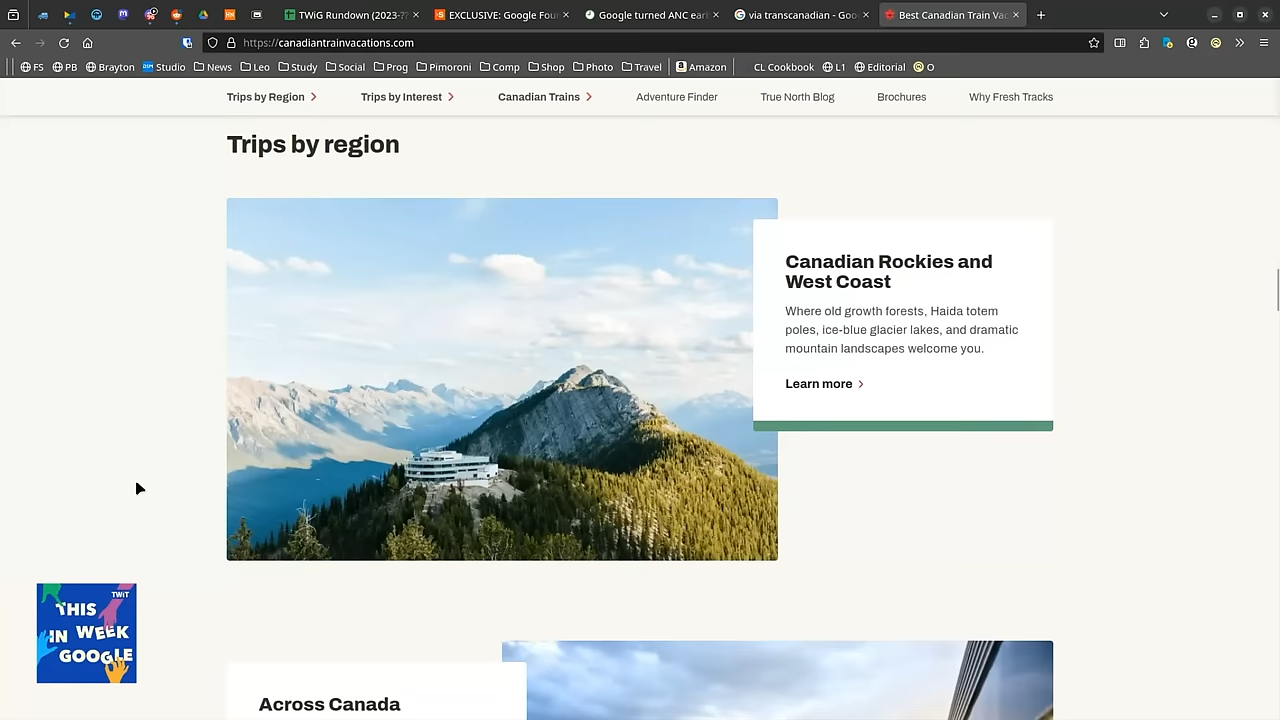 TWiG Rundown (2023-??
EXCLUSIVE: Google Fou
Google turned ANC earl
via transcanadian - Goo
Best Canadian Train Vac
https://canadiantrainvacations.com
FS
PB
Brayton
Studio
News
Leo
Study
Social
Prog
Pimoroni
Comp
Shop
Photo
Travel
Amazon
CL Cookbook
L1
Editorial
O
Trips by Region
Trips by Interest
Canadian Trains
Adventure Finder
True North Blog
Brochures
Why Fresh Tracks
Trips by region
Canadian Rockies and
West Coast
Where old growth forests, Haida totem
poles, ice-blue glacier lakes, and dramatic
mountain landscapes welcome you.
Learn more
TWiT
THIS
IN WEEK
GOOGLE
Across Canada